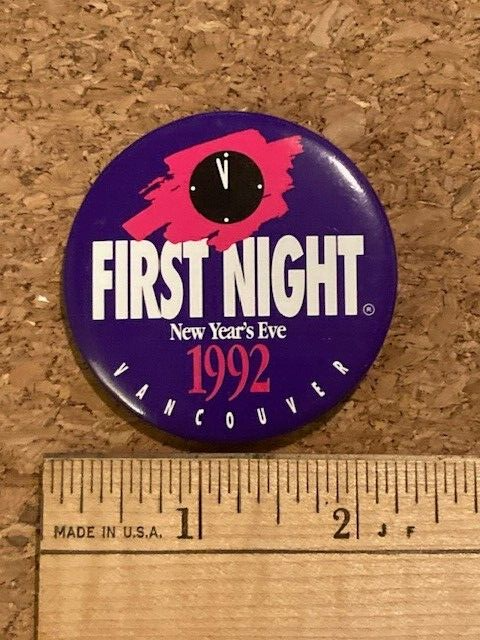 FIRST NIGHT®
New Year's Eve
1992
VANCOUVER
1 2
MADE IN U.S.A. J F